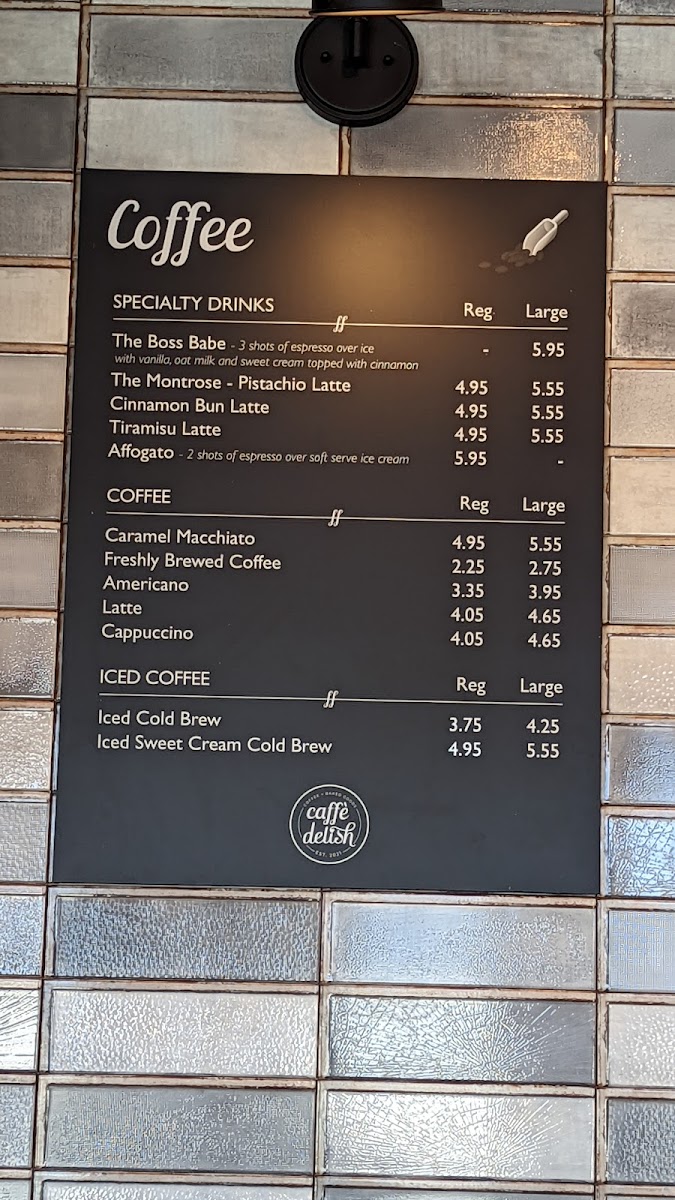 Coffee
SPECIALTY DRINKS Reg Large
The Boss Babe - 3 shots of espresso over ice - 5.95
with vanilla, oat milk and sweet cream topped with cinnamon
The Montrose - Pistachio Latte 4.95 5.55
Cinnamon Bun Latte 4.95 5.55
Tiramisu Latte 4.95 5.55
Affogato - 2 shots of espresso over soft serve ice cream 5.95 -
COFFEE Reg Large
Caramel Macchiato 4.95 5.55
Freshly Brewed Coffee 2.25 2.75
Americano 3.35 3.95
Latte 4.05 4.65
Cappuccino 4.05 4.65
ICED COFFEE Reg Large
Iced Cold Brew 3.75 4.25
Iced Sweet Cream Cold Brew 4.95 5.55
COFFEE + BAKED GOODS
caffè
delish
EST. 2021